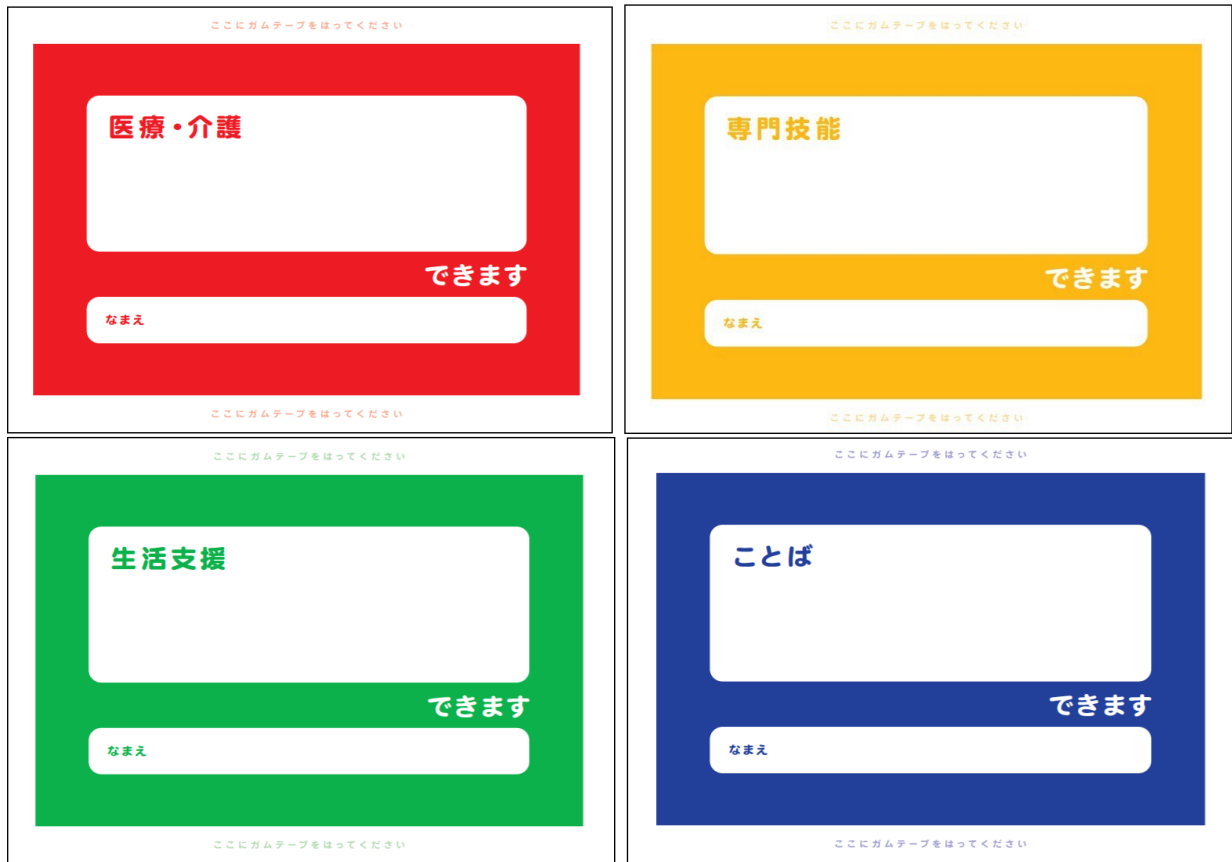 ここにガムテープをはってください
医療・介護
できます
なまえ
ここにガムテープをはってください
ここにガムテープをはってください
専門技能
できます
なまえ
ここにガムテープをはってください
ここにガムテープをはってください
生活支援
できます
なまえ
ここにガムテープをはってください
ここにガムテープをはってください
ことば
できます
なまえ
ここにガムテープをはってください